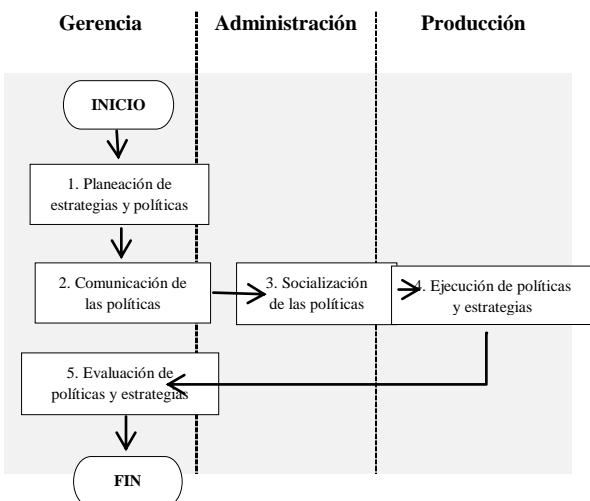 Gerencia Administración Producción
INICIO
1. Planeación de
estrategias y políticas
2. Comunicación de
las políticas
3. Socialización
de las políticas
4. Ejecución de políticas
y estrategias
5. Evaluación de
políticas y estrategias
FIN